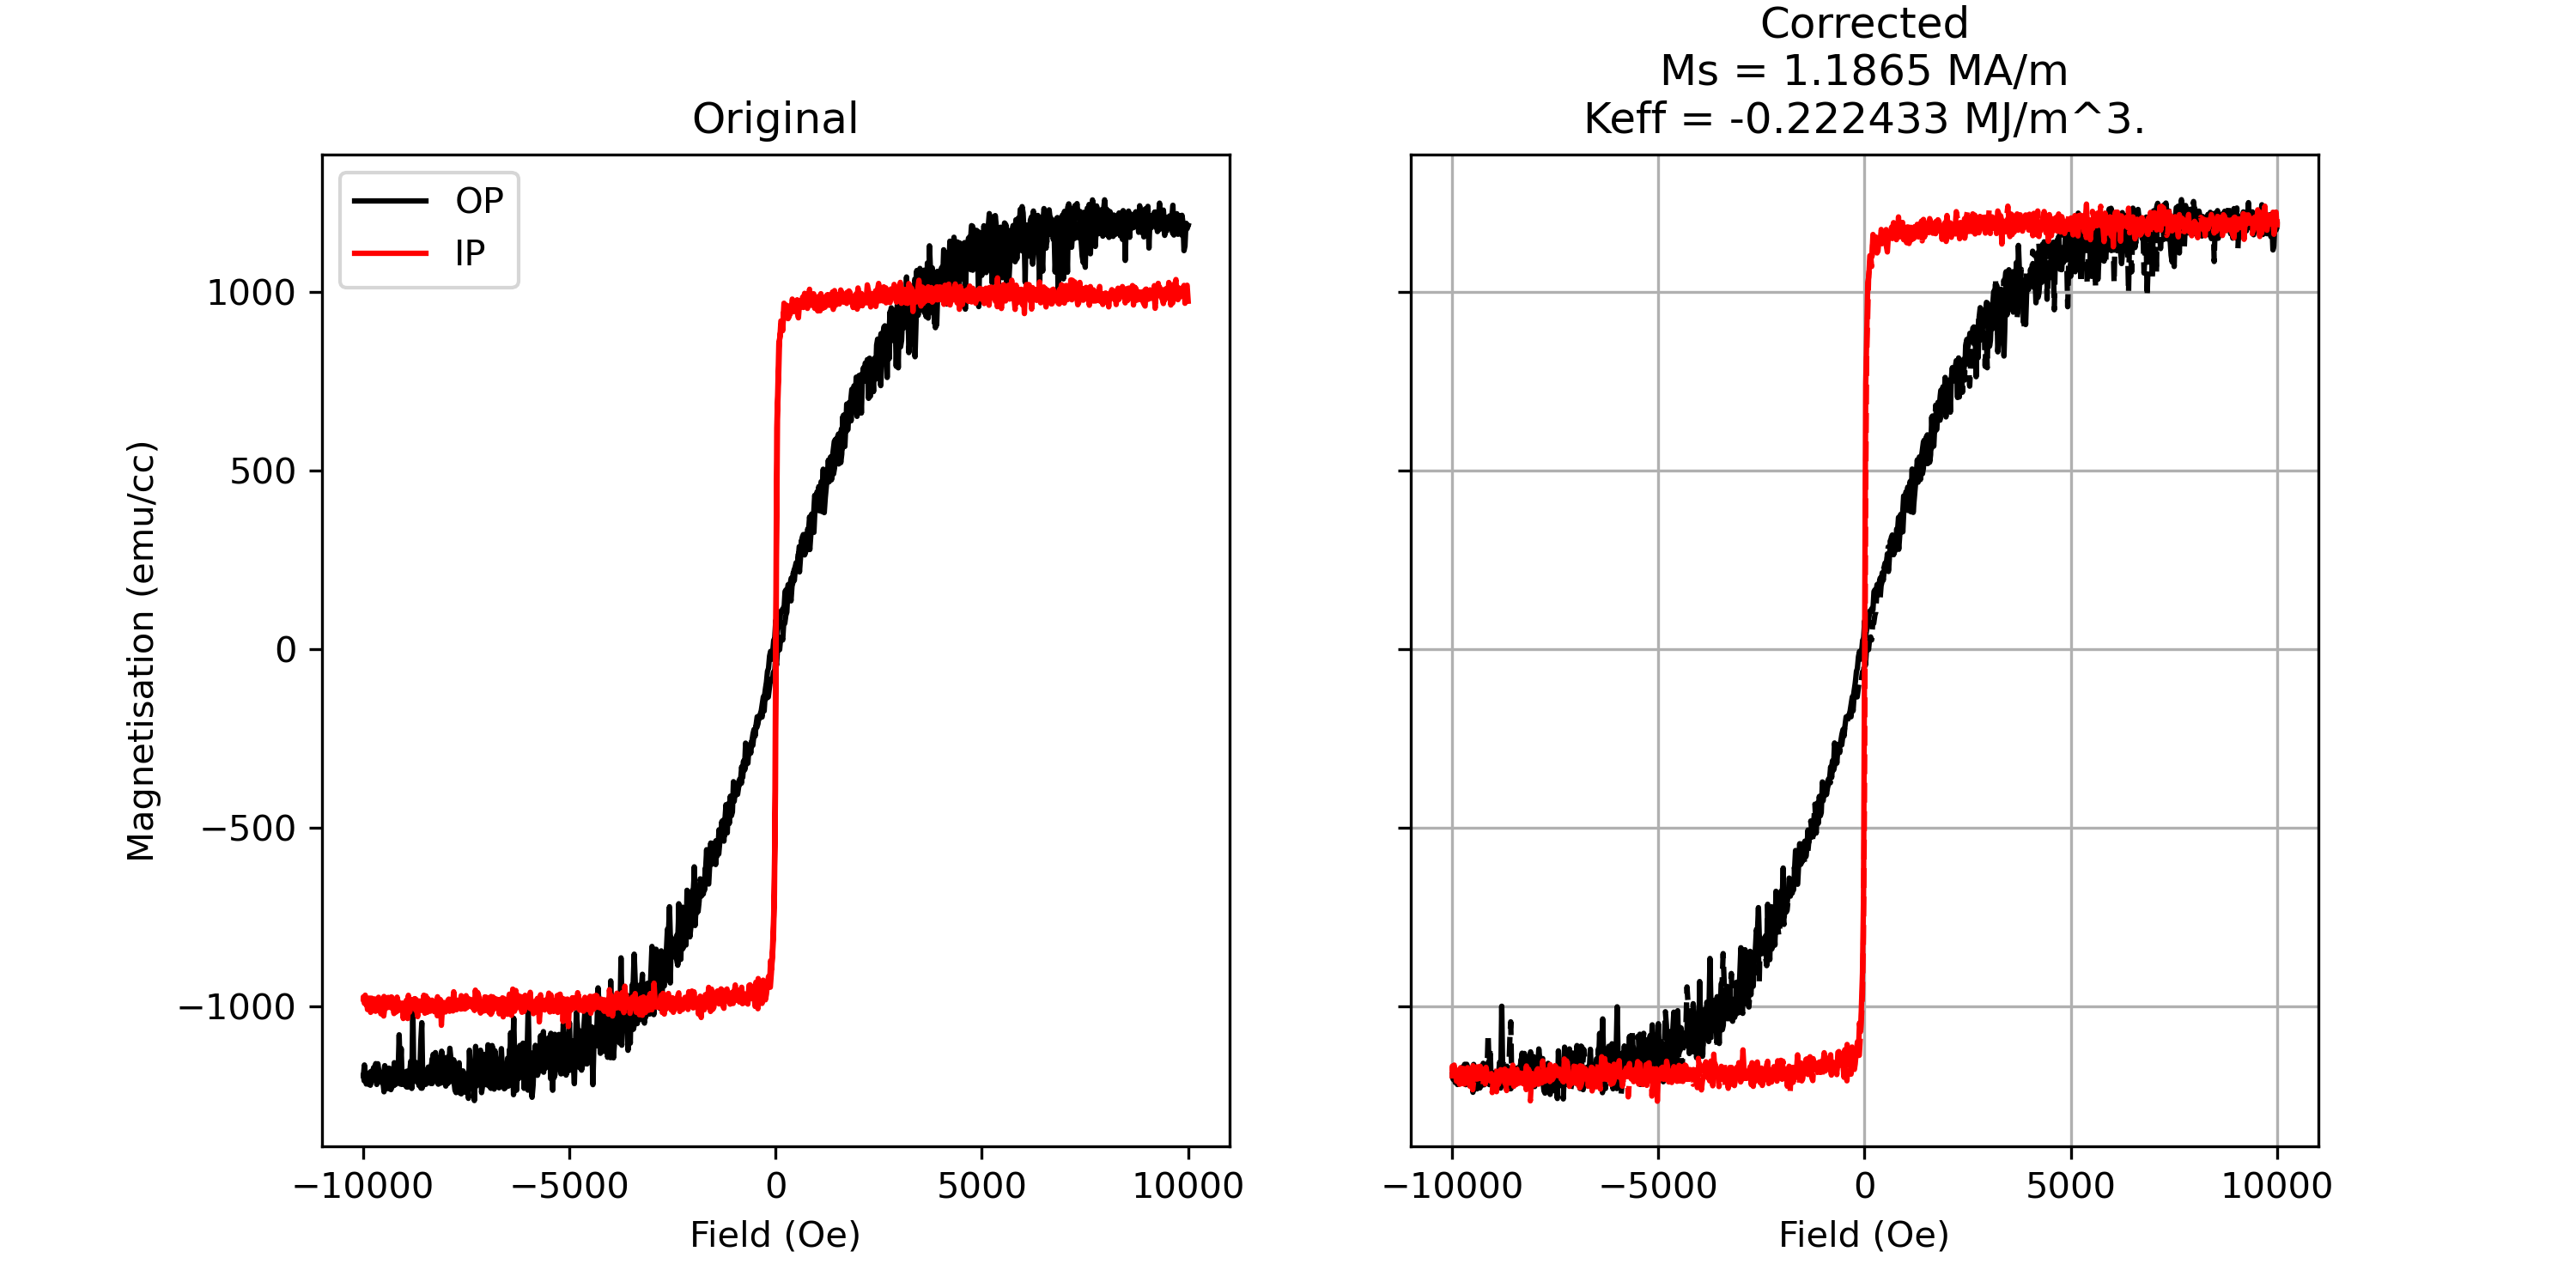 Original
OP
IP
1000
500
0
−500
−1000
Magnetisation (emu/cc)
−10000 −5000 0 5000 10000
Field (Oe)
Corrected
Ms = 1.1865 MA/m
Keff = -0.222433 MJ/m^3.
−10000 −5000 0 5000 10000
Field (Oe)